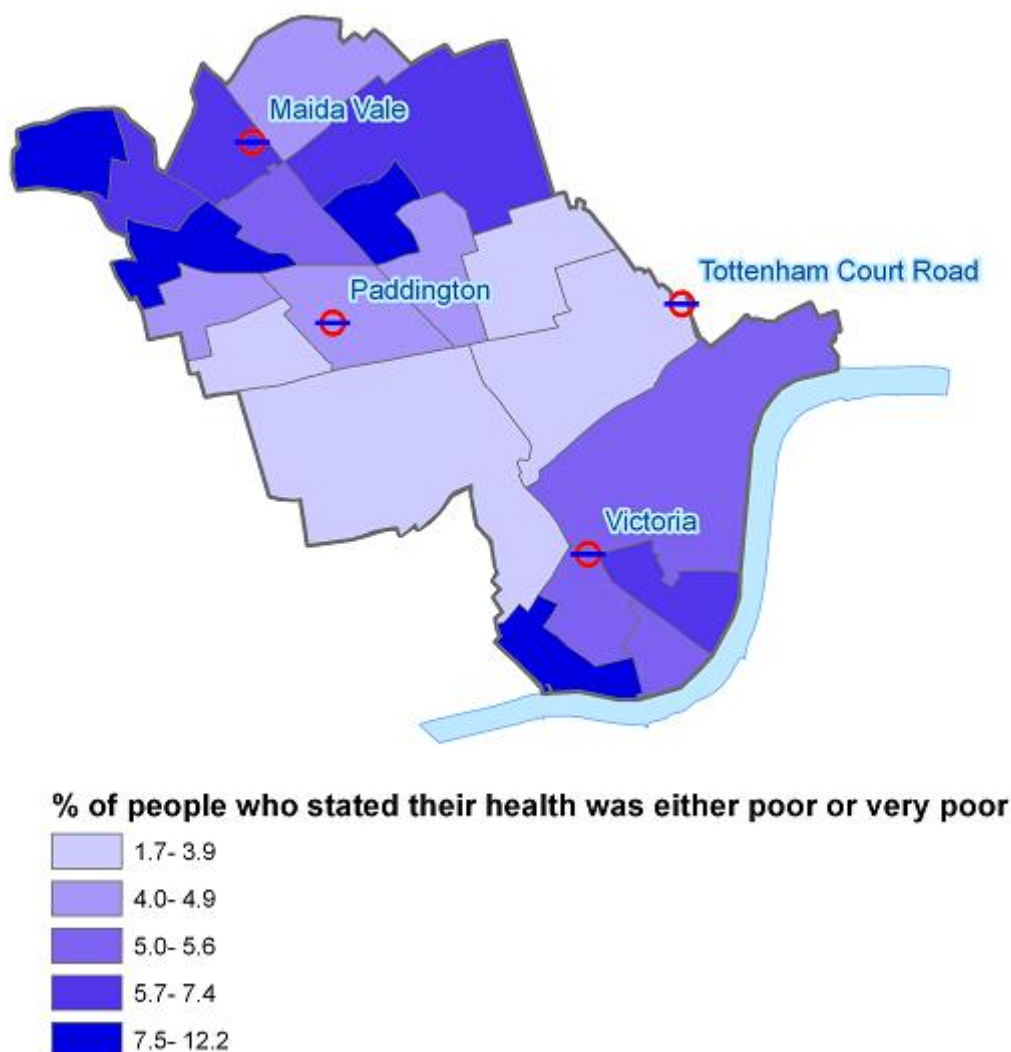 Maida Vale
Tottenham Court Road
Paddington
Victoria
% of people who stated their health was either poor or very poor
1.7- 3.9
4.0- 4.9
5.0- 5.6
5.7- 7.4
7.5- 12.2